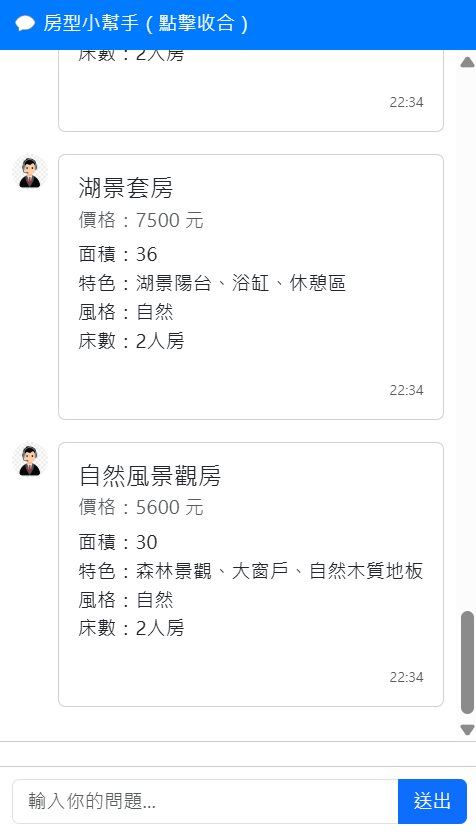 房型小幫手（點擊收合）
床數：2人房
22:34
湖景套房
價格：7500 元
面積：36
特色：湖景陽台、浴缸、休憩區
風格：自然
床數：2人房
22:34
自然風景觀房
價格：5600 元
面積：30
特色：森林景觀、大窗戶、自然木質地板
風格：自然
床數：2人房
22:34
輸入你的問題...
送出